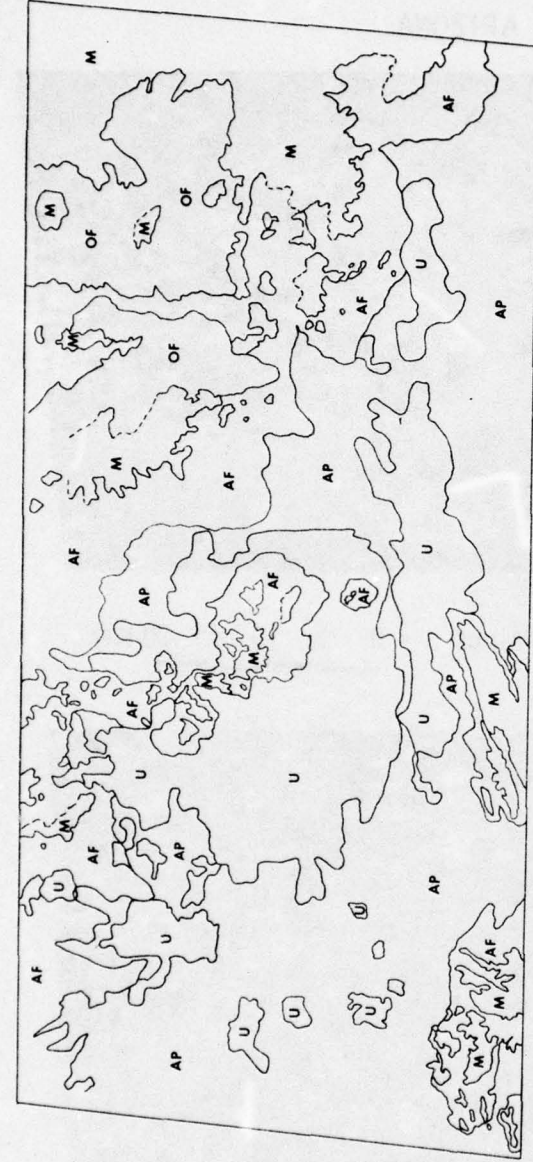 M
AF M M
AF U M AF OF
AF U AP M M OF
U AP OF
AP M AF
U M AF
U U M
AP
U U AF AF
AP U U U AF
AP
M AF M AP
M